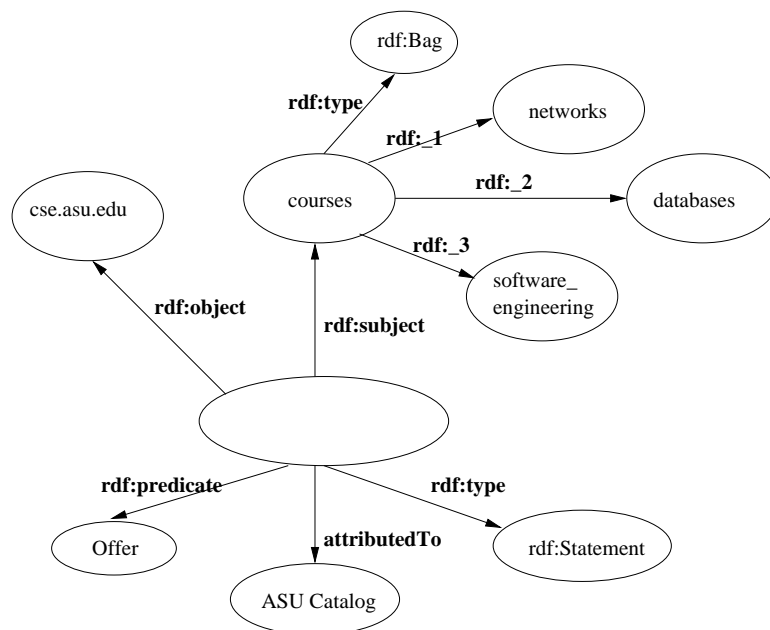 rdf:Bag
rdf:type
networks
rdf:_1
rdf:_2
cse.asu.edu
courses
databases
rdf:_3
software_
engineering
rdf:object
rdf:subject
rdf:predicate
rdf:type
Offer
attributedTo
rdf:Statement
ASU Catalog